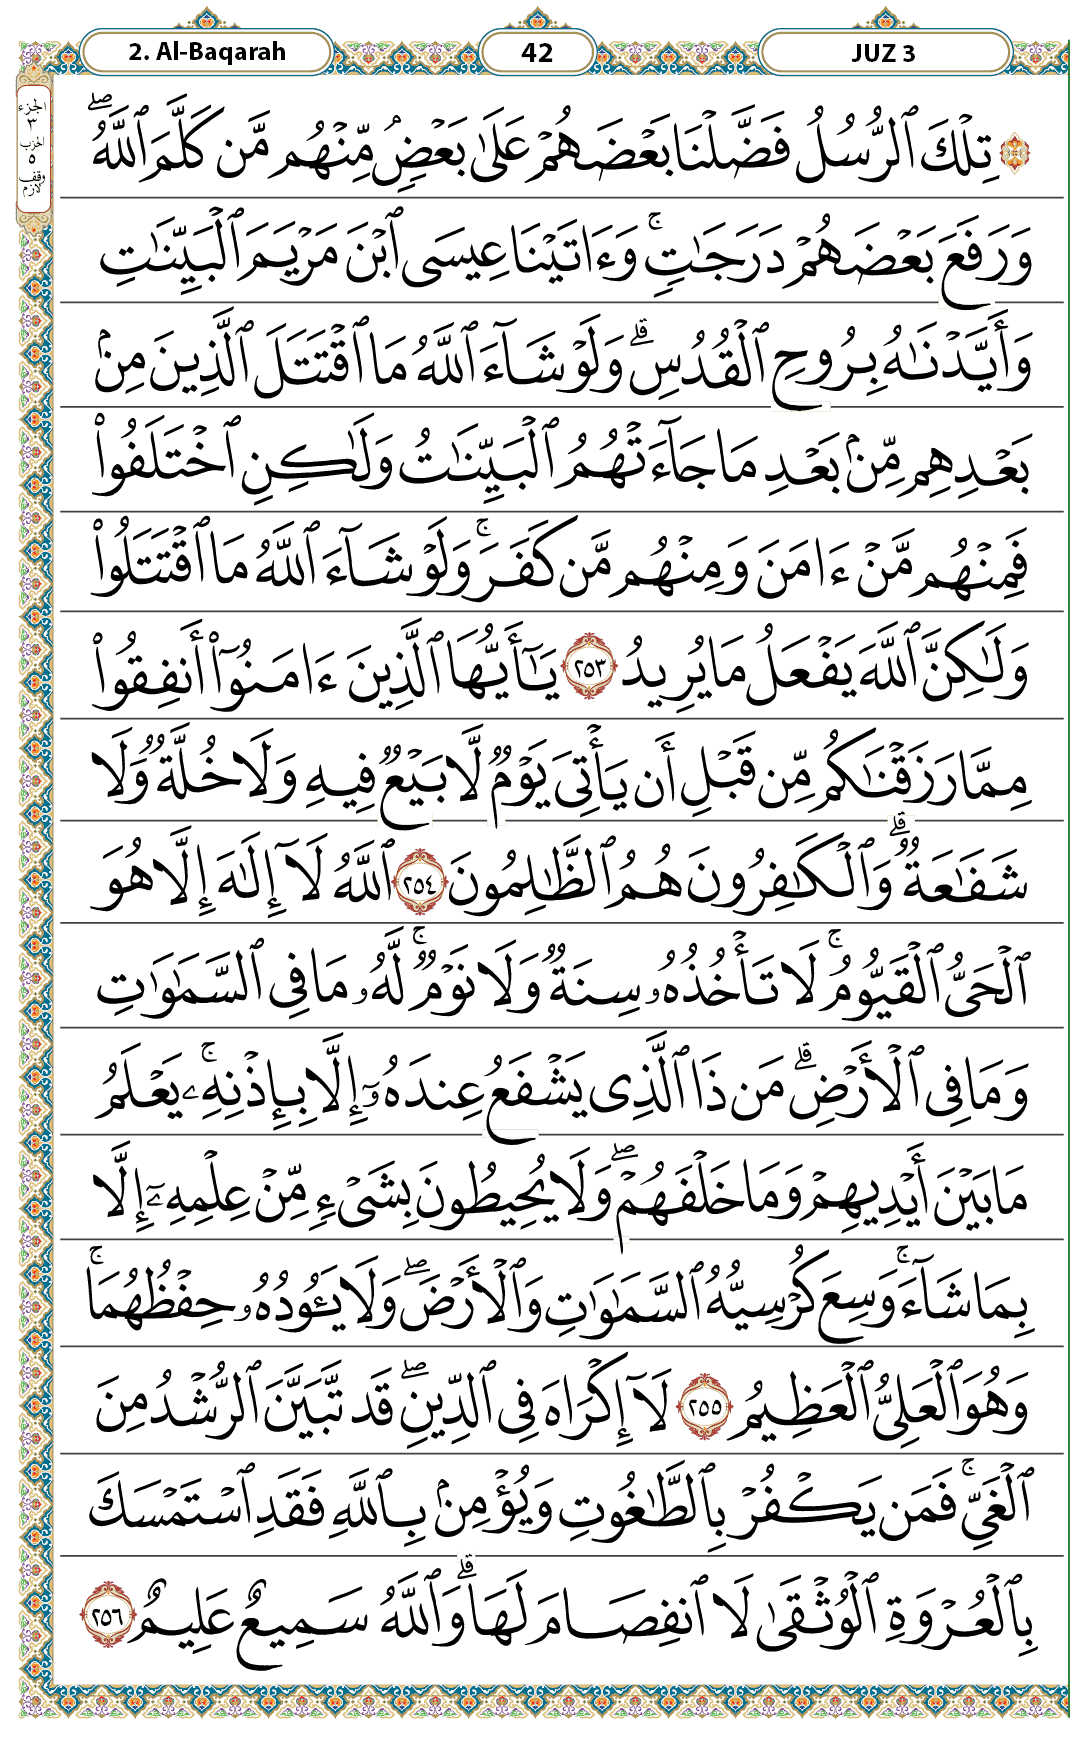 2. Al-Baqarah
42
JUZ 3
الجزء
٣
الحزب
٥
وقف
لازم
۞ تِلْكَ ٱلرُّسُلُ فَضَّلْنَا بَعْضَهُمْ عَلَىٰ بَعْضٍۢ مِّنْهُم مَّن كَلَّمَ ٱللَّهُ ۖ
وَرَفَعَ بَعْضَهُمْ دَرَجَـٰتٍۢ ۚ وَءَاتَيْنَا عِيسَى ٱبْنَ مَرْيَمَ ٱلْبَيِّنَـٰتِ
وَأَيَّدْنَـٰهُ بِرُوحِ ٱلْقُدُسِ ۗ وَلَوْ شَآءَ ٱللَّهُ مَا ٱقْتَتَلَ ٱلَّذِينَ مِنۢ
بَعْدِهِم مِّنۢ بَعْدِ مَا جَآءَتْهُمُ ٱلْبَيِّنَـٰتُ وَلَـٰكِنِ ٱخْتَلَفُوا۟
فَمِنْهُم مَّنْ ءَامَنَ وَمِنْهُم مَّن كَفَرَ ۚ وَلَوْ شَآءَ ٱللَّهُ مَا ٱقْتَتَلُوا۟
وَلَـٰكِنَّ ٱللَّهَ يَفْعَلُ مَا يُرِيدُ ٢٥٣ يَـٰٓأَيُّهَا ٱلَّذِينَ ءَامَنُوٓا۟ أَنفِقُوا۟
مِمَّا رَزَقْنَـٰكُم مِّن قَبْلِ أَن يَأْتِىَ يَوْمٌۭ لَّا بَيْعٌۭ فِيهِ وَلَا خُلَّةٌۭ وَلَا
شَفَـٰعَةٌۭ ۗ وَٱلْكَـٰفِرُونَ هُمُ ٱلظَّـٰلِمُونَ ٢٥٤ ٱللَّهُ لَآ إِلَـٰهَ إِلَّا هُوَ
ٱلْحَىُّ ٱلْقَيُّومُ ۚ لَا تَأْخُذُهُۥ سِنَةٌۭ وَلَا نَوْمٌۭ ۚ لَّهُۥ مَا فِى ٱلسَّمَـٰوَٰتِ
وَمَا فِى ٱلْأَرْضِ ۗ مَن ذَا ٱلَّذِى يَشْفَعُ عِندَهُۥٓ إِلَّا بِإِذْنِهِۦ ۚ يَعْلَمُ
مَا بَيْنَ أَيْدِيهِمْ وَمَا خَلْفَهُمْ ۖ وَلَا يُحِيطُونَ بِشَىْءٍۢ مِّنْ عِلْمِهِۦٓ إِلَّا
بِمَا شَآءَ ۚ وَسِعَ كُرْسِيُّهُ ٱلسَّمَـٰوَٰتِ وَٱلْأَرْضَ ۖ وَلَا يَـُٔودُهُۥ حِفْظُهُمَا ۚ
وَهُوَ ٱلْعَلِىُّ ٱلْعَظِيمُ ٢٥٥ لَآ إِكْرَاهَ فِى ٱلدِّينِ ۖ قَد تَّبَيَّنَ ٱلرُّشْدُ مِنَ
ٱلْغَىِّ ۚ فَمَن يَكْفُرْ بِٱلطَّـٰغُوتِ وَيُؤْمِنۢ بِٱللَّهِ فَقَدِ ٱسْتَمْسَكَ
بِٱلْعُرْوَةِ ٱلْوُثْقَىٰ لَا ٱنفِصَامَ لَهَا ۗ وَٱللَّهُ سَمِيعٌ عَلِيمٌ ٢٥٦